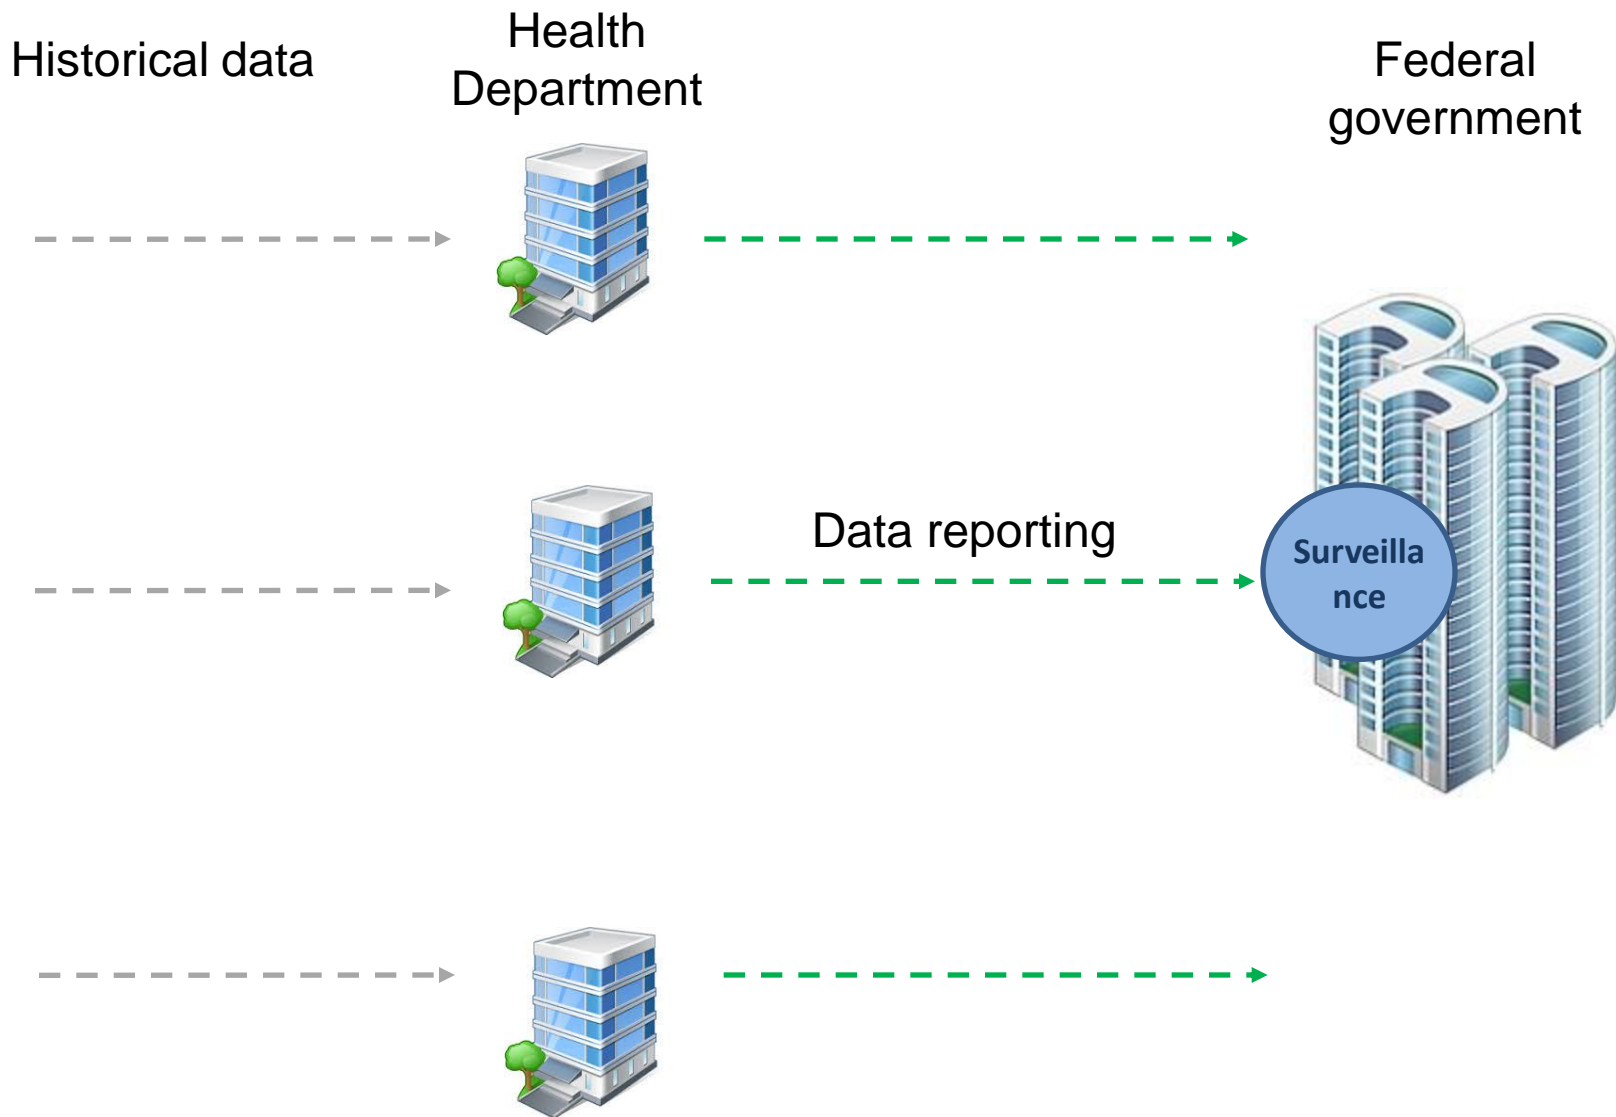 Historical data
Health
Department
Federal
government
Data reporting
Surveilla
nce